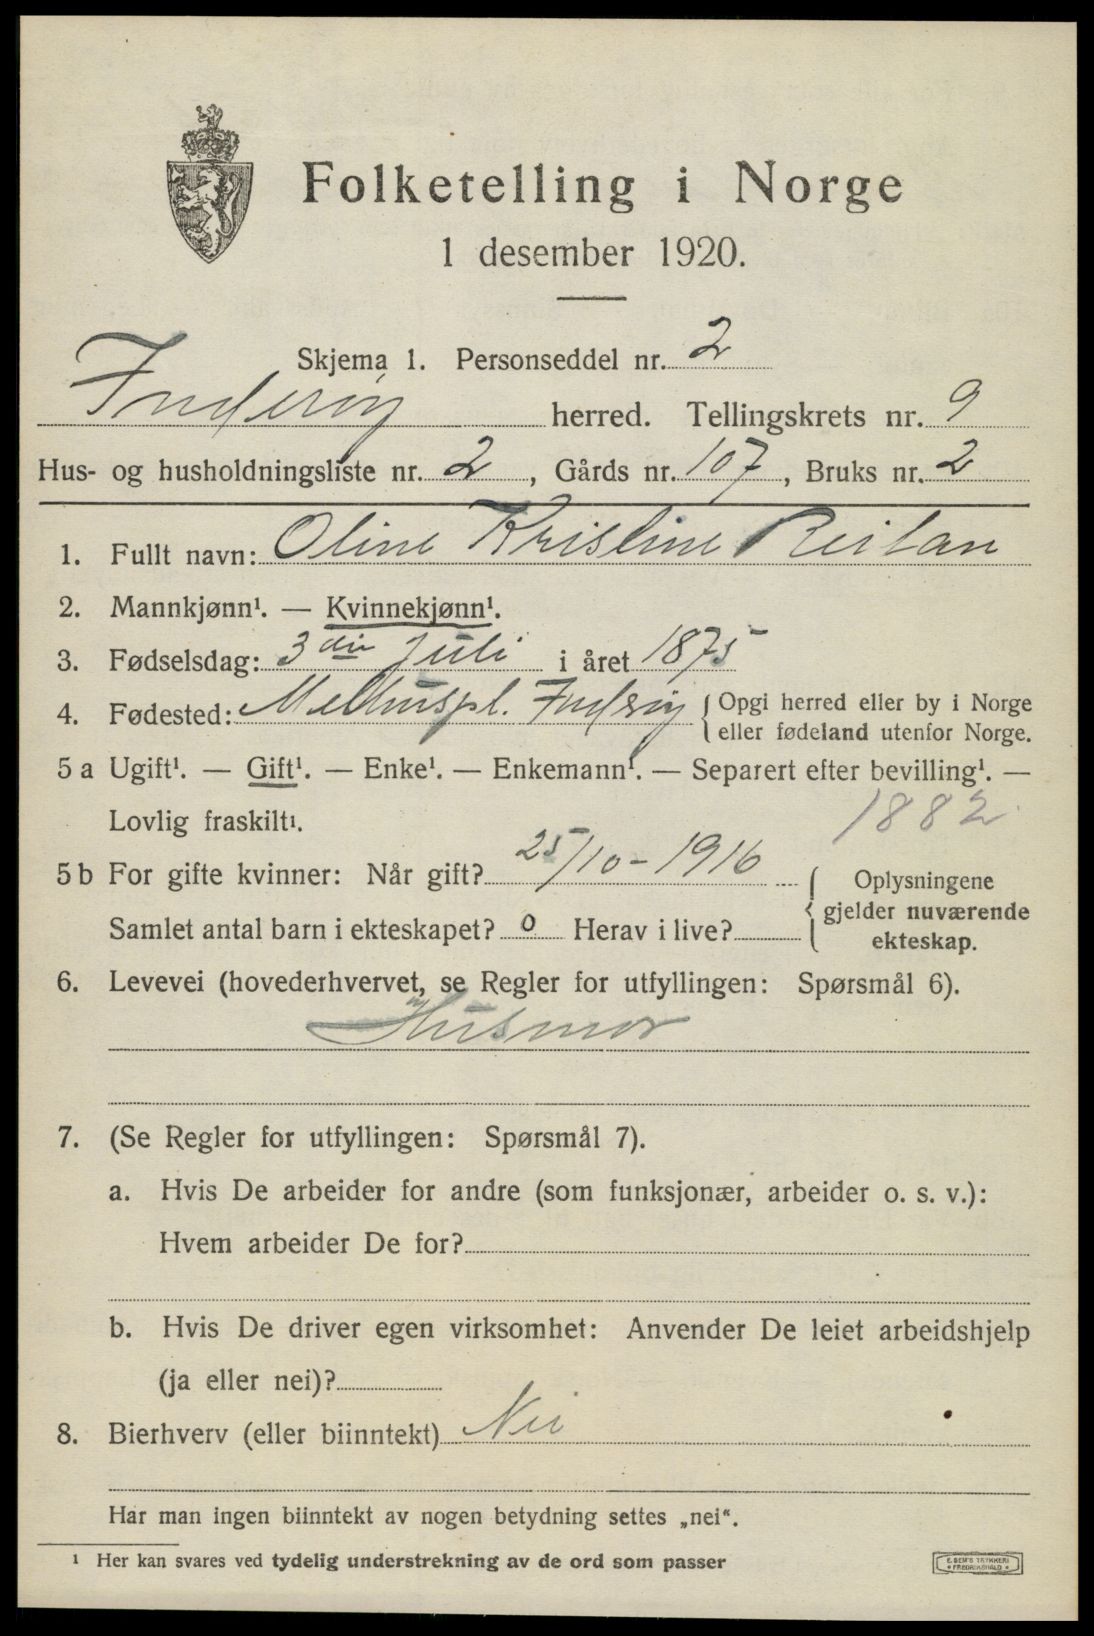 Folketelling i Norge
1 desember 1920.
Skjema 1. Personseddel nr. 2
Inderøy herred. Tellingskrets nr. 9
Hus- og husholdningsliste nr. 2, Gårds nr. 107, Bruks nr. 2
1. Fullt navn: Oline Kristine Reitan
2. Mannkjønn¹. — Kvinnekjønn¹.
3. Fødselsdag: 3die Juli i året 1875
4. Fødested: Melhuspl. Inderøy { Opgi herred eller by i Norge
eller fødeland utenfor Norge.
5 a Ugift¹. — Gift¹. — Enke¹. — Enkemann¹. — Separert efter bevilling¹. —
Lovlig fraskilt¹. 1882
5 b For gifte kvinner: Når gift? 25/10-1916 { Oplysningene
gjelder nuværende
ekteskap.
Samlet antal barn i ekteskapet? 0 Herav i live?
6. Levevei (hovederhvervet, se Regler for utfyllingen: Spørsmål 6).
Husmor
7. (Se Regler for utfyllingen: Spørsmål 7).
a. Hvis De arbeider for andre (som funksjonær, arbeider o. s. v.):
Hvem arbeider De for?
b. Hvis De driver egen virksomhet: Anvender De leiet arbeidshjelp
(ja eller nei)?
8. Bierhverv (eller biinntekt) Nei
Har man ingen biinntekt av nogen betydning settes „nei“.
¹ Her kan svares ved tydelig understrekning av de ord som passer
E. SEM'S TRYKKERI
• FREDRIKSHALD •